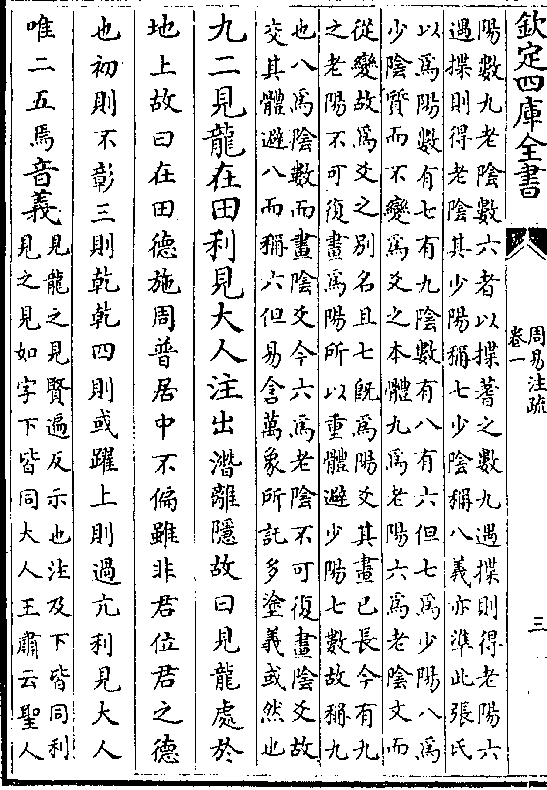 欽定四庫全書
周易注疏
卷一
三
陽數九老陰數六者以揲蓍之數九遇揲則得老陽六
遇揲則得老陰其少陽稱七少陰稱八義亦準此張氏
以為陽數有七有九陰數有八有六但七為少陽八為
少陰質而不變為爻之本體九為老陽六為老陰文而
從變故為爻之別名且七既為陽爻其畫已長今有九
之老陽不可復畫為陽所以重體避少陽七數故稱九
也八為陰數而畫陰爻今六為老陰不可復畫陰爻故
交其體避八而稱六但易含萬象所託多塗義或然也
九二見龍在田利見大人注出潛離隱故曰見龍處於
地上故曰在田德施周普居中不偏雖非君位君之德
也初則不彰三則乾乾四則或躍上則過亢利見大人
唯二五焉音義
見龍之見賢遍反示也注及下皆同利
見之見如字下皆同大人王肅云聖人